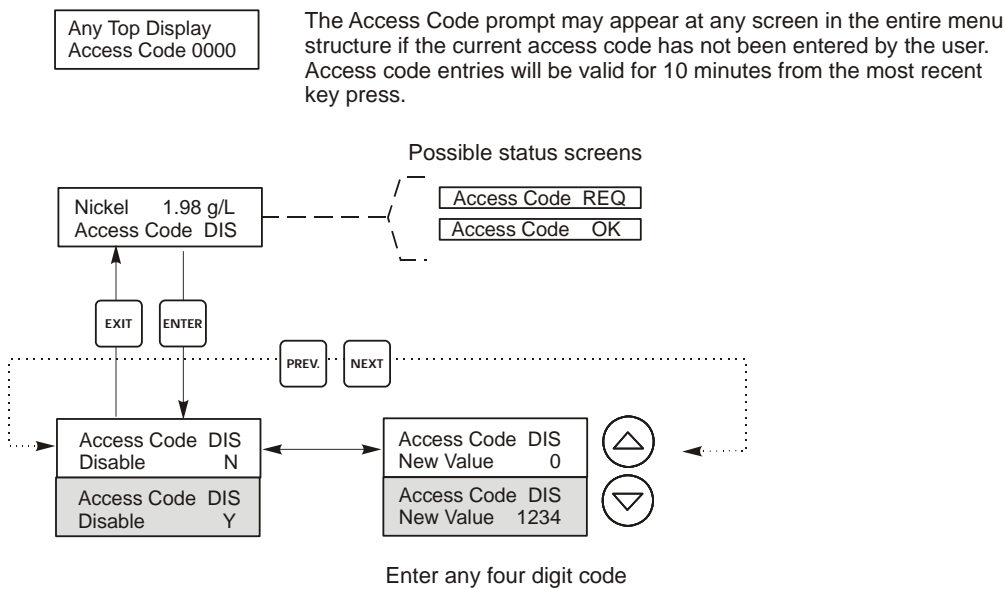 Any Top Display
Access Code 0000
The Access Code prompt may appear at any screen in the entire menu
structure if the current access code has not been entered by the user.
Access code entries will be valid for 10 minutes from the most recent
key press.
Possible status screens
Nickel 1.98 g/L
Access Code DIS
Access Code REQ
Access Code OK
EXIT
ENTER
PREV.
NEXT
Access Code DIS
Disable N
Access Code DIS
Disable Y
Access Code DIS
New Value 0
Access Code DIS
New Value 1234
Enter any four digit code